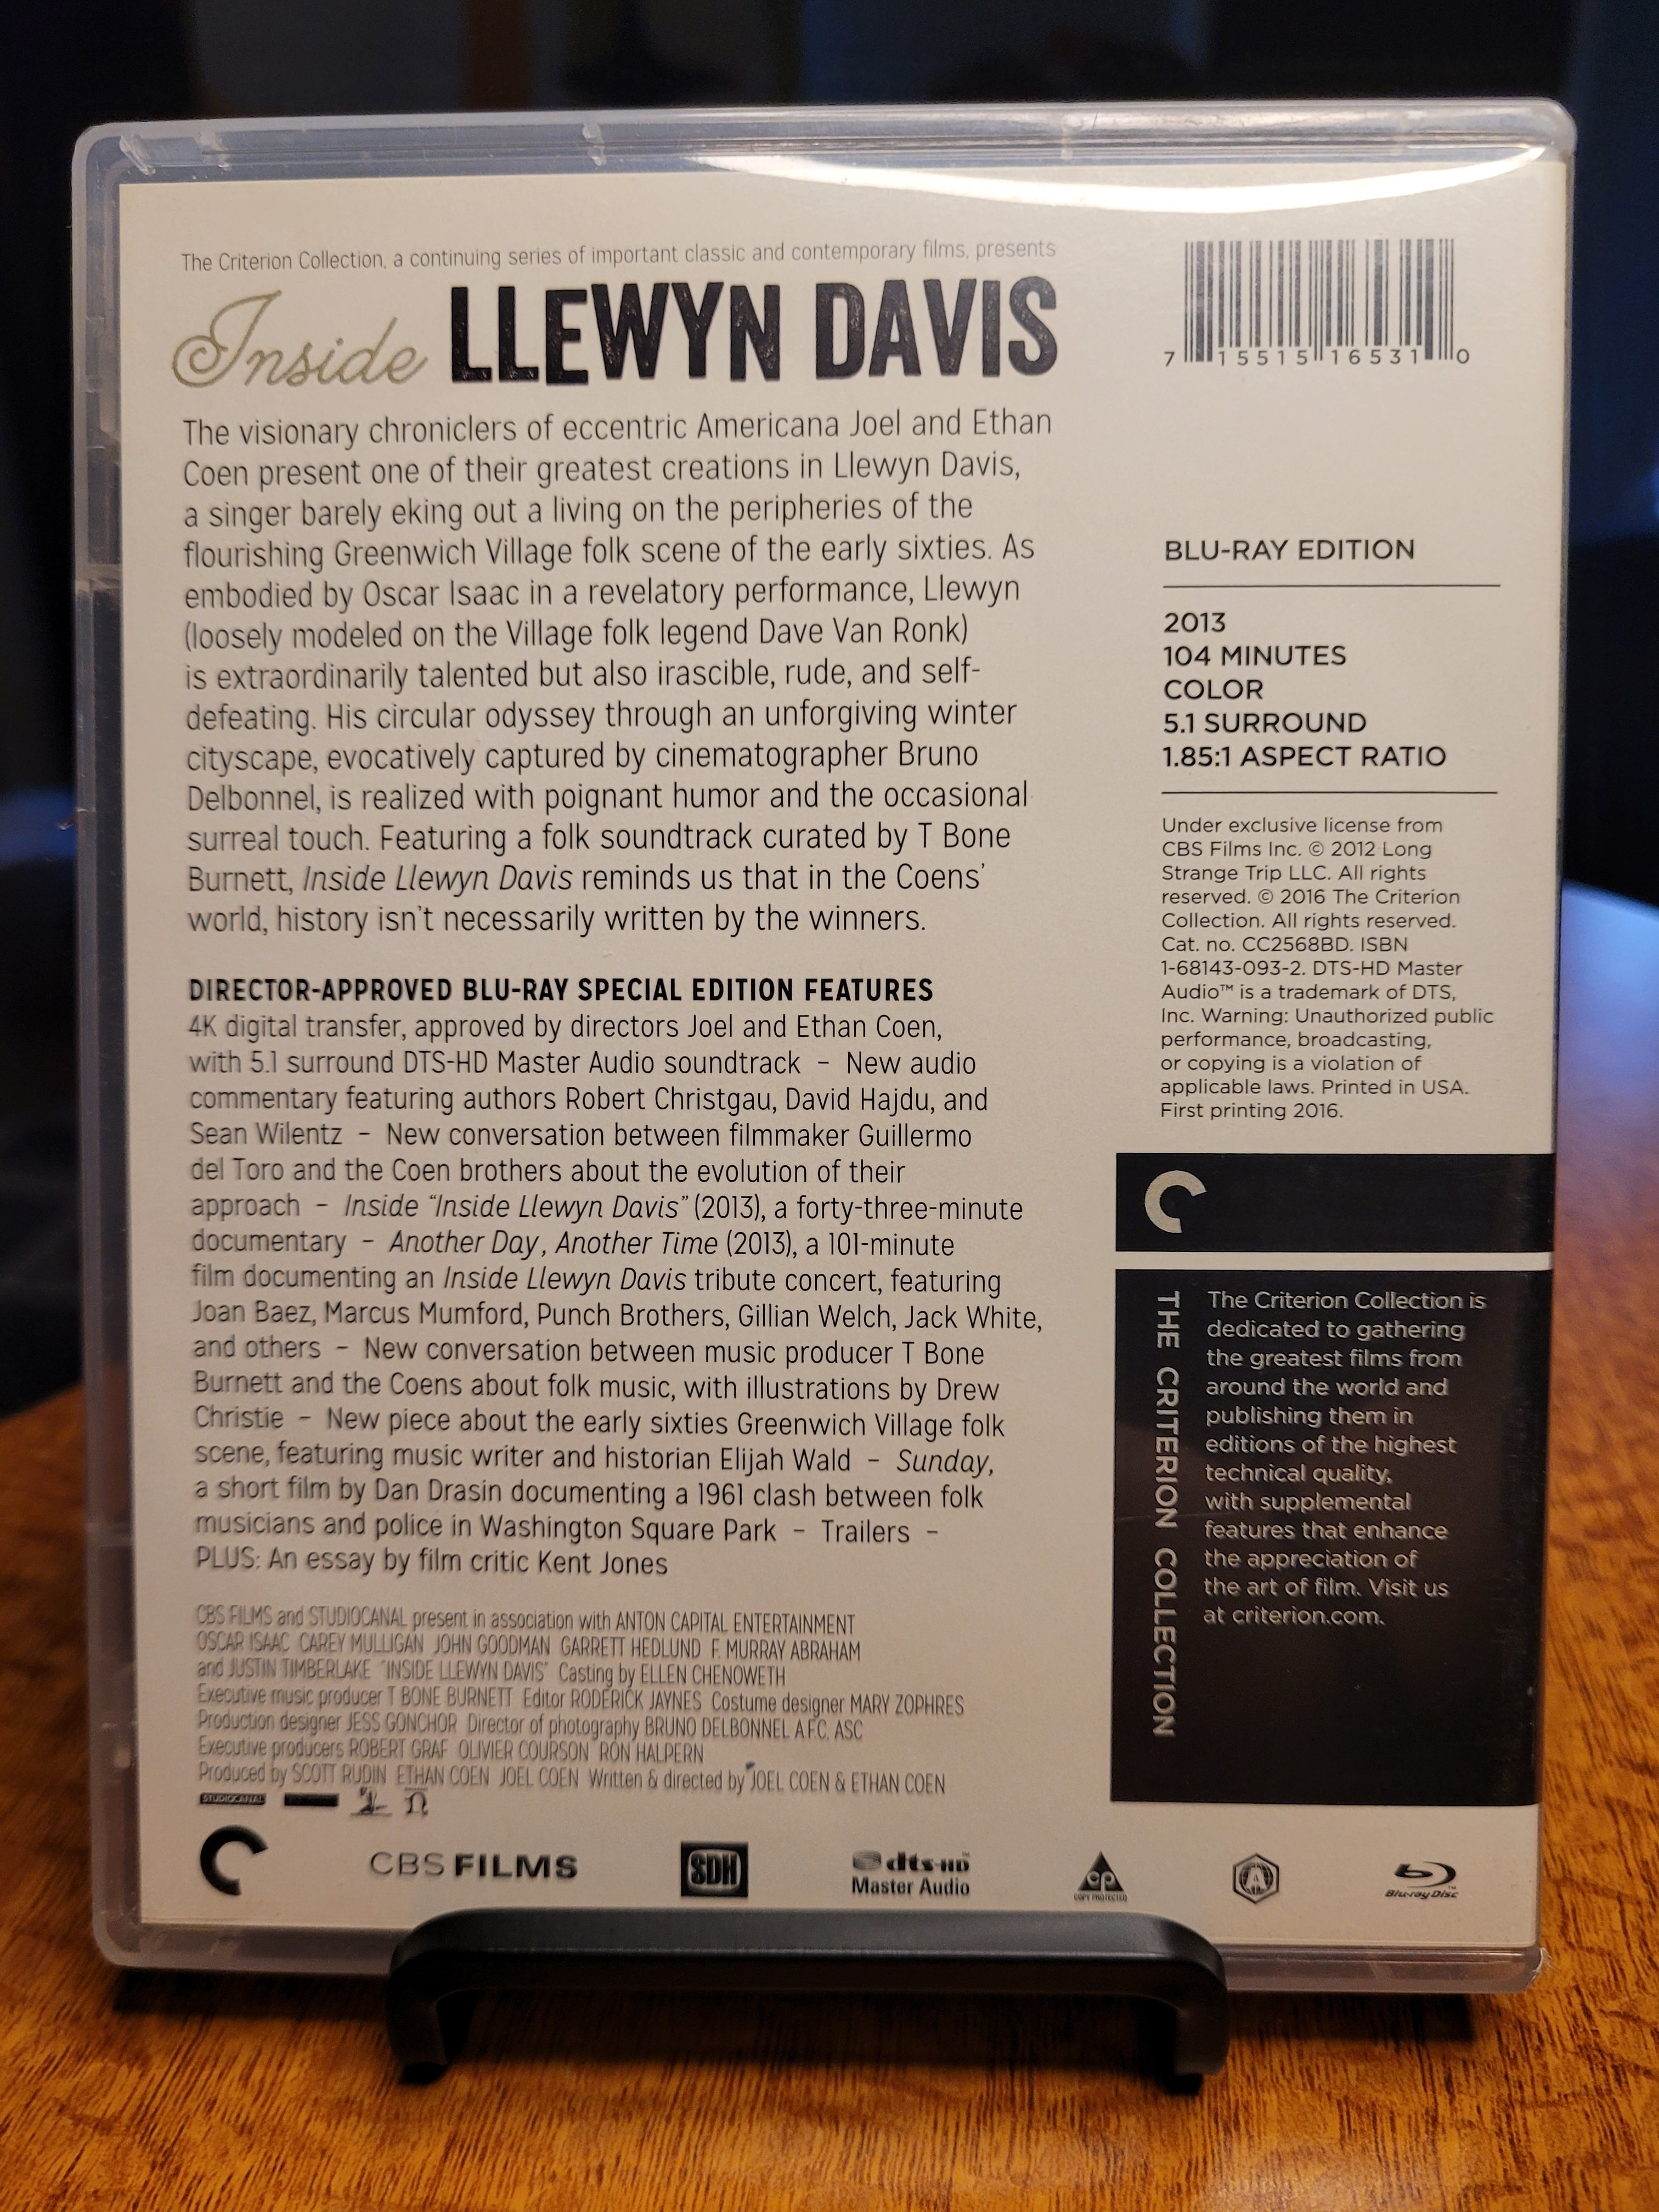 The Criterion Collection, a continuing series of important classic and contemporary films, presents
Inside LLEWYN DAVIS
The visionary chroniclers of eccentric Americana Joel and Ethan
Coen present one of their greatest creations in Llewyn Davis,
a singer barely eking out a living on the peripheries of the
flourishing Greenwich Village folk scene of the early sixties. As
embodied by Oscar Isaac in a revelatory performance, Llewyn
(loosely modeled on the Village folk legend Dave Van Ronk)
is extraordinarily talented but also irascible, rude, and self-
defeating. His circular odyssey through an unforgiving winter
cityscape, evocatively captured by cinematographer Bruno
Delbonnel, is realized with poignant humor and the occasional
surreal touch. Featuring a folk soundtrack curated by T Bone
Burnett, Inside Llewyn Davis reminds us that in the Coens’
world, history isn’t necessarily written by the winners.
DIRECTOR-APPROVED BLU-RAY SPECIAL EDITION FEATURES
4K digital transfer, approved by directors Joel and Ethan Coen,
with 5.1 surround DTS-HD Master Audio soundtrack – New audio
commentary featuring authors Robert Christgau, David Hajdu, and
Sean Wilentz – New conversation between filmmaker Guillermo
del Toro and the Coen brothers about the evolution of their
approach – Inside “Inside Llewyn Davis” (2013), a forty-three-minute
documentary – Another Day, Another Time (2013), a 101-minute
film documenting an Inside Llewyn Davis tribute concert, featuring
Joan Baez, Marcus Mumford, Punch Brothers, Gillian Welch, Jack White,
and others – New conversation between music producer T Bone
Burnett and the Coens about folk music, with illustrations by Drew
Christie – New piece about the early sixties Greenwich Village folk
scene, featuring music writer and historian Elijah Wald – Sunday,
a short film by Dan Drasin documenting a 1961 clash between folk
musicians and police in Washington Square Park – Trailers –
PLUS: An essay by film critic Kent Jones
CBS FILMS and STUDIOCANAL present in association with ANTON CAPITAL ENTERTAINMENT
OSCAR ISAAC CAREY MULLIGAN JOHN GOODMAN GARRETT HEDLUND F. MURRAY ABRAHAM
and JUSTIN TIMBERLAKE “INSIDE LLEWYN DAVIS” Casting by ELLEN CHENOWETH
Executive music producer T BONE BURNETT Editor RODERICK JAYNES Costume designer MARY ZOPHRES
Production designer JESS GONCHOR Director of photography BRUNO DELBONNEL A.F.C, ASC
Executive producers ROBERT GRAF OLIVIER COURSON RON HALPERN
Produced by SCOTT RUDIN ETHAN COEN JOEL COEN Written & directed by JOEL COEN & ETHAN COEN
STUDIOCANAL
7 15515 16531 0
BLU-RAY EDITION
2013
104 MINUTES
COLOR
5.1 SURROUND
1.85:1 ASPECT RATIO
Under exclusive license from
CBS Films Inc. © 2012 Long
Strange Trip LLC. All rights
reserved. © 2016 The Criterion
Collection. All rights reserved.
Cat. no. CC2568BD. ISBN
1-68143-093-2. DTS-HD Master
Audio™ is a trademark of DTS,
Inc. Warning: Unauthorized public
performance, broadcasting,
or copying is a violation of
applicable laws. Printed in USA.
First printing 2016.
THE CRITERION COLLECTION
The Criterion Collection is
dedicated to gathering
the greatest films from
around the world and
publishing them in
editions of the highest
technical quality,
with supplemental
features that enhance
the appreciation of
the art of film. Visit us
at criterion.com.
CBS FILMS
SDH
dts-HD
Master Audio
CP
COPY PROTECTED
A
Blu-ray Disc